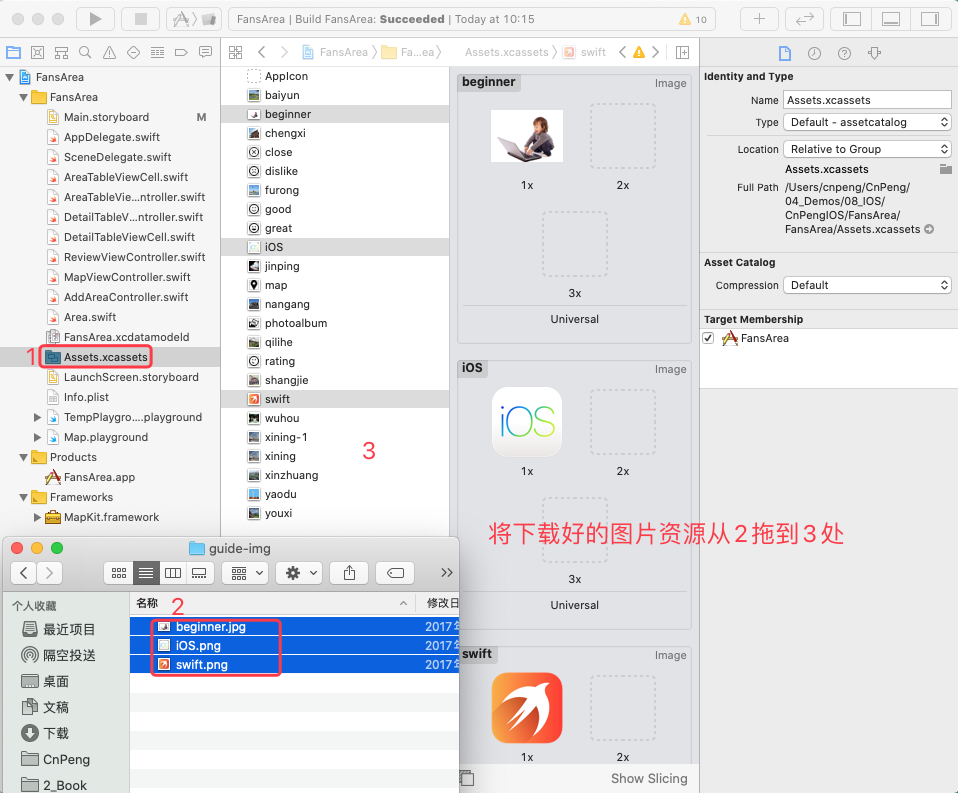 FansArea | Build FansArea: Succeeded | Today at 10:15
10
FansArea
Fa...ea)
Assets.xcassets
swift
FansArea
FansArea
Main.storyboard M
AppDelegate.swift
SceneDelegate.swift
AreaTableViewCell.swift
AreaTableVie...ntroller.swift
DetailTableV...ntroller.swift
DetailTableViewCell.swift
ReviewViewController.swift
MapViewController.swift
AddAreaController.swift
Area.swift
FansArea.xcdatamodeld
1 Assets.xcassets
LaunchScreen.storyboard
Info.plist
TempPlaygro....playground
Map.playground
Products
FansArea.app
Frameworks
MapKit.framework
AppIcon
baiyun
beginner
chengxi
close
dislike
furong
good
great
iOS
jinping
map
nangang
photoalbum
qilihe
rating
shangjie
swift
wuhou
xining-1
xining
xinzhuang
yaodu
youxi
3
beginner Image
1x 2x
3x
Universal
iOS Image
iOS
1x 2x
将下载好的图片资源从2拖到3处
3x
Universal
swift Image
1x 2x
Show Slicing
Identity and Type
Name Assets.xcassets
Type Default - assetcatalog
Location Relative to Group
Assets.xcassets
Full Path /Users/cnpeng/CnPeng/
04_Demos/08_IOS/
CnPengIOS/FansArea/
FansArea/Assets.xcassets
Asset Catalog
Compression Default
Target Membership
FansArea
guide-img
个人收藏
最近项目
隔空投送
桌面
文稿
下载
CnPeng
2_Book
名称 2 修改日
beginner.jpg 2017年
iOS.png 2017年
swift.png 2017年